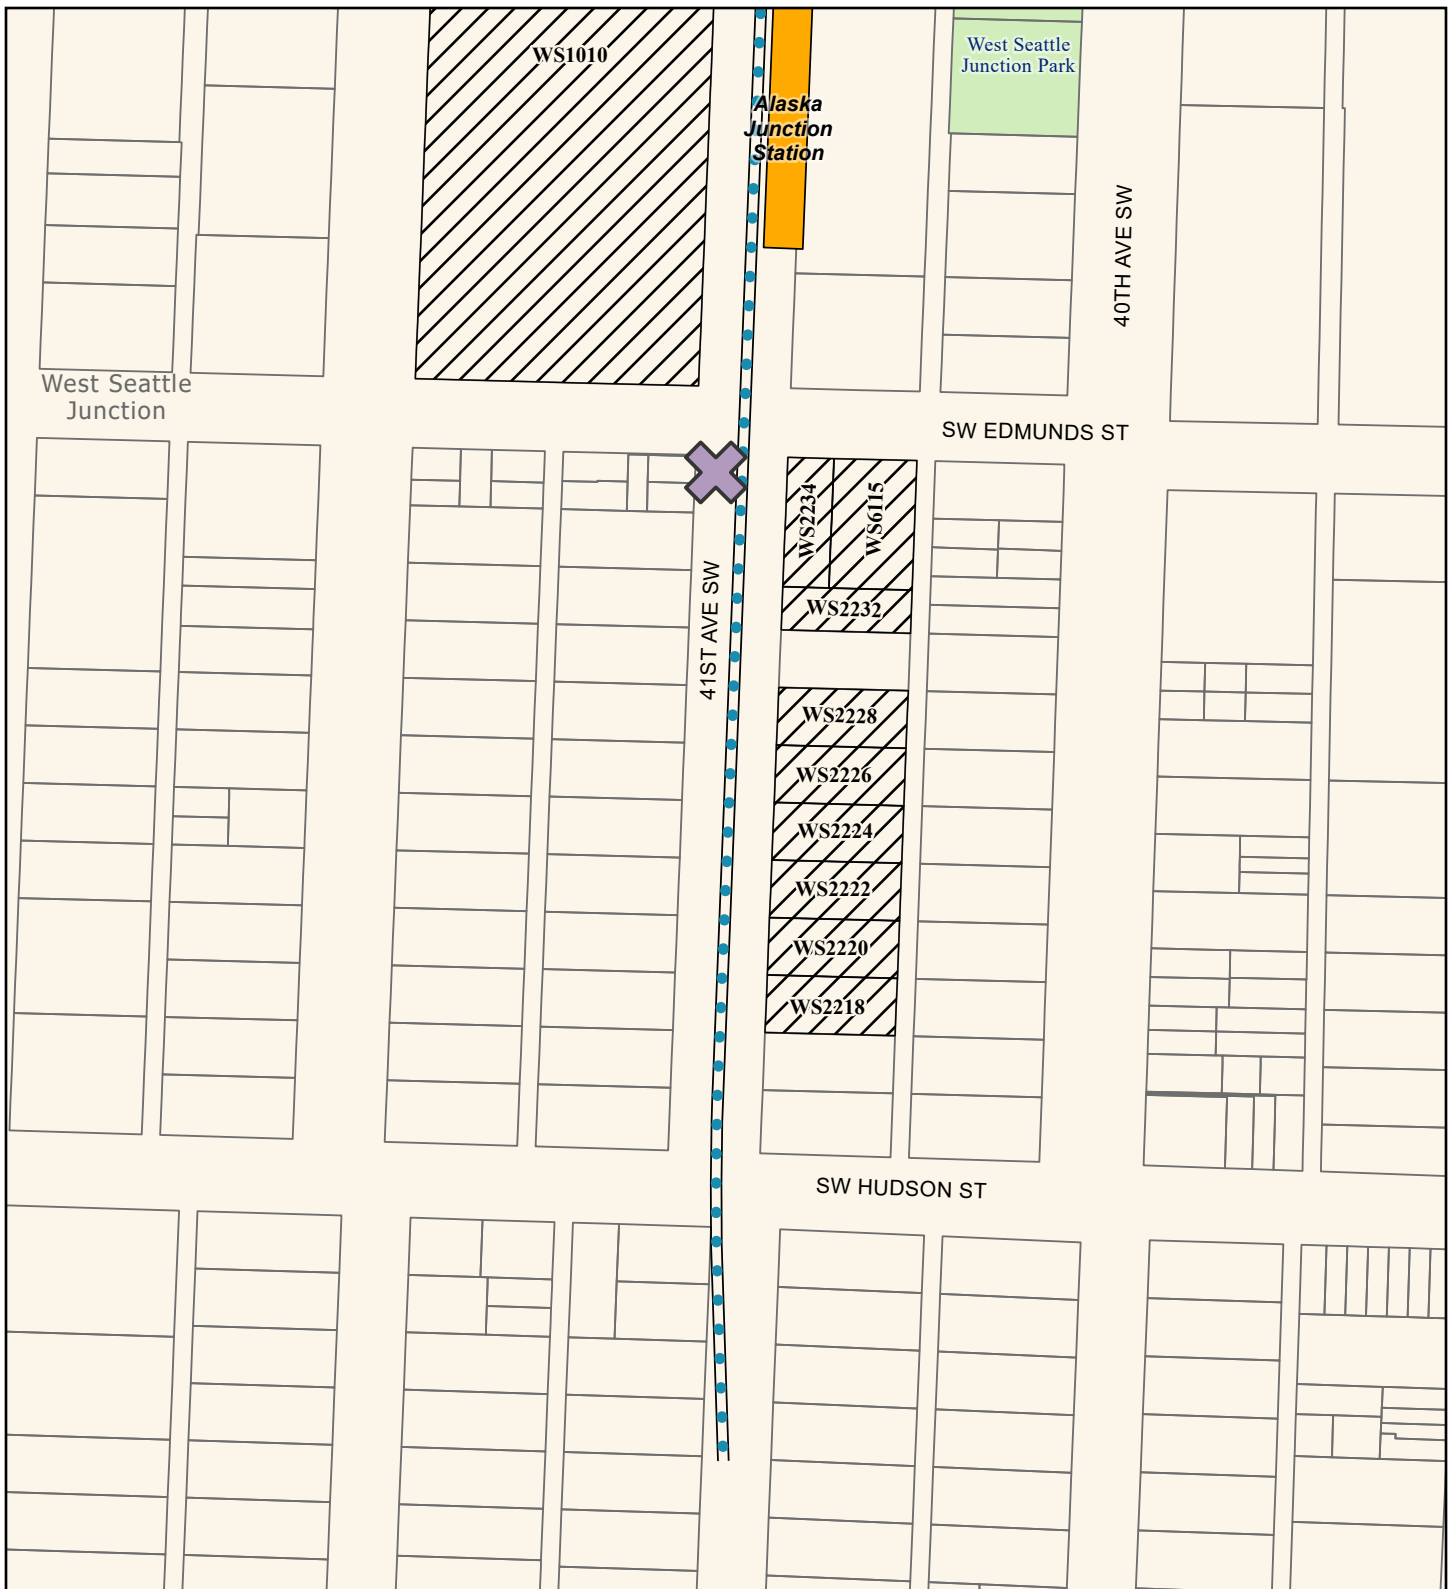 WS1010
West Seattle
Junction Park
Alaska
Junction
Station
40TH AVE SW
West Seattle
Junction
SW EDMUNDS ST
WS2234
WS6115
41ST AVE SW
WS2232
WS2228
WS2226
WS2224
WS2222
WS2220
WS2218
SW HUDSON ST